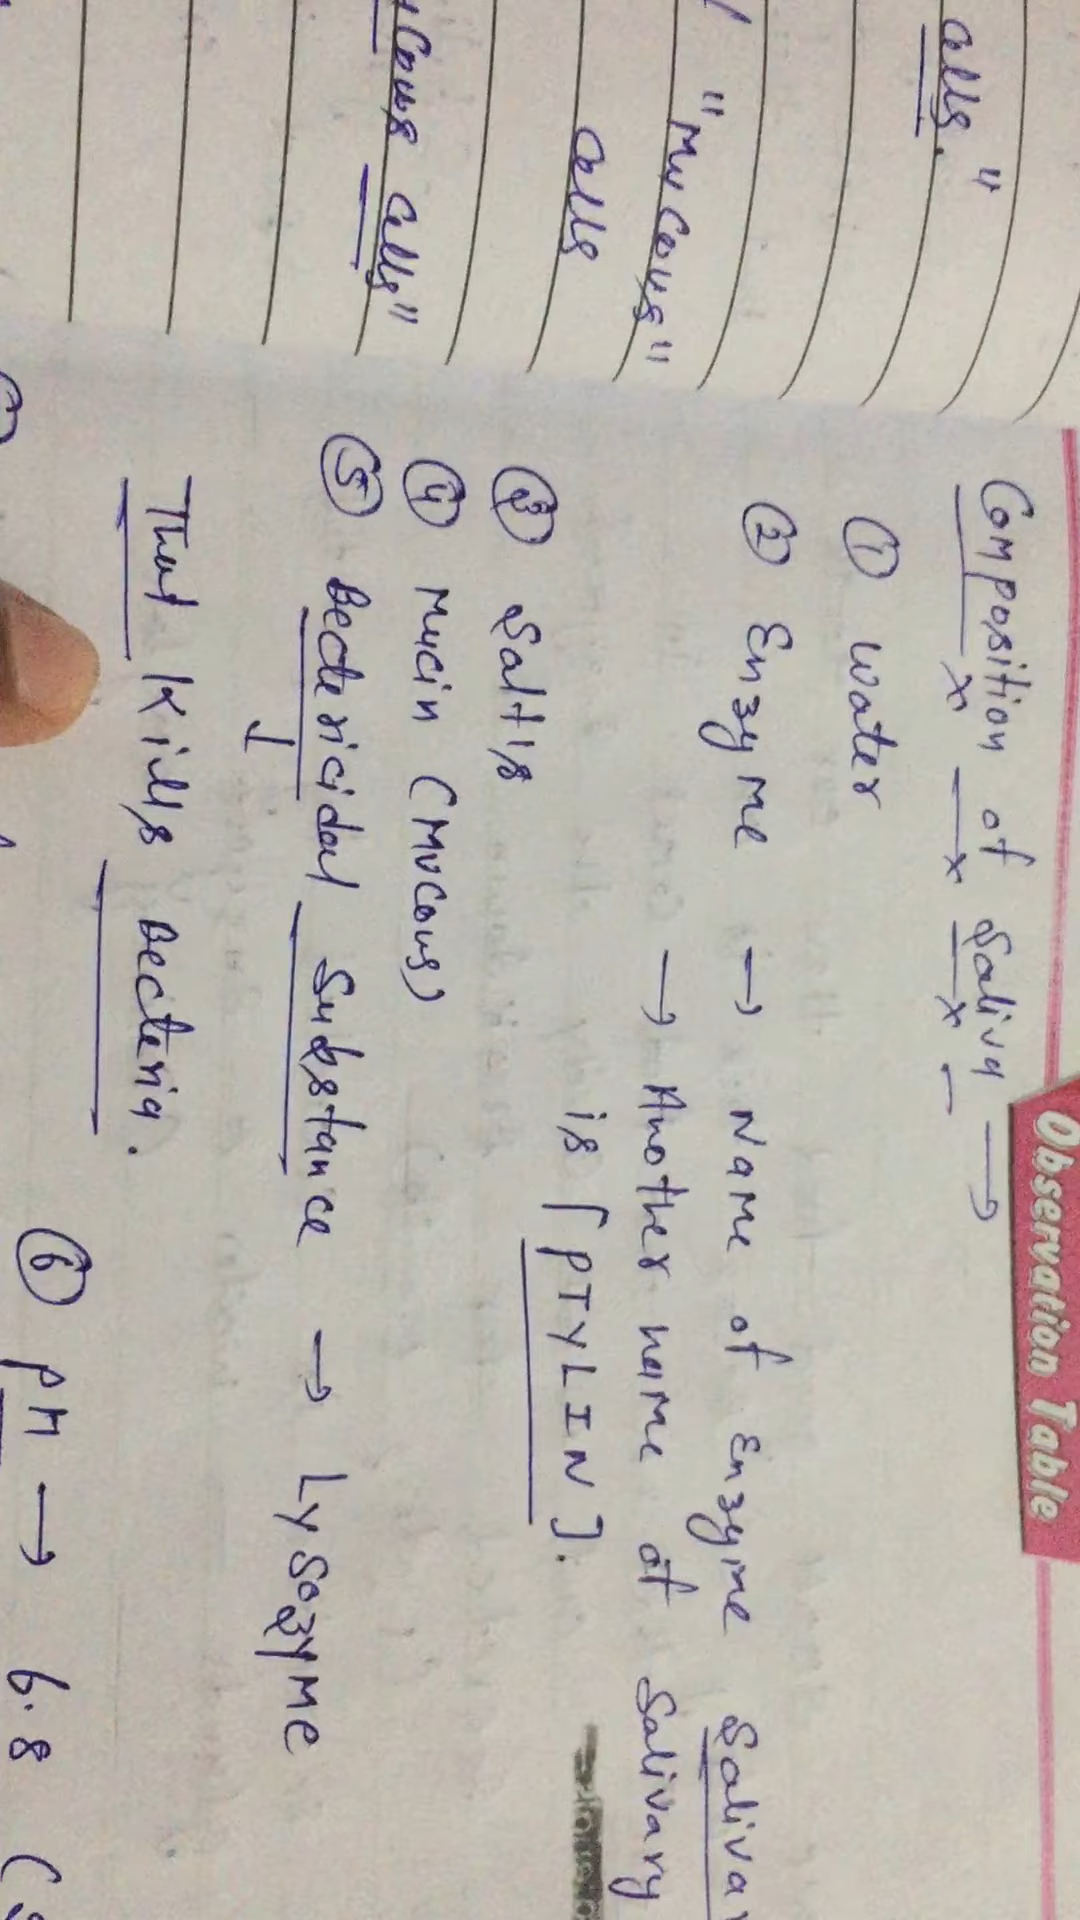 cells."
"Mucous"
cells
cous cells"
Observation Table
Composition of Saliva →
① water
② Enzyme → Name of Enzyme Saliva
→ Another name of Salivary
is [PTYLIN].
③ Salts
④ Mucin (Mucous)
⑤ Bectericidal Substance → Lysozyme
↓
That Kills Becteria.
⑥ pH → 6.8 (